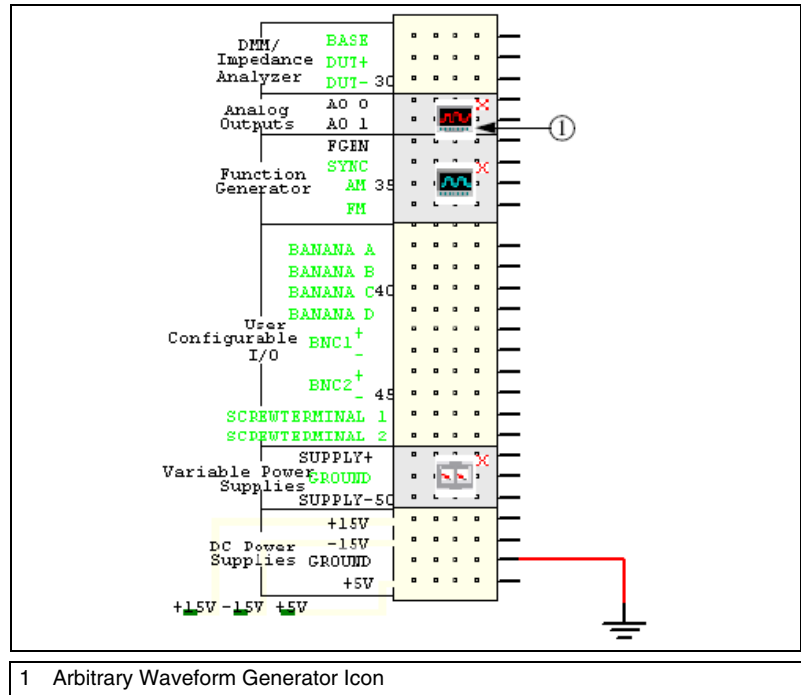 DMM/
Impedance
Analyzer
BASE
DUT+
DUT- 30
Analog
Outputs
AO 0
AO 1
1
Function
Generator
FGEN
SYNC
AM 35
FM
User
Configurable
I/O
BANANA A
BANANA B
BANANA C 40
BANANA D
BNC1 +
-
BNC2 +
- 45
SCREWTERMINAL 1
SCREWTERMINAL 2
Variable Power
Supplies
SUPPLY+
GROUND
SUPPLY- 50
DC Power
Supplies
+15V
-15V
GROUND
+5V
+15V -15V +5V
1 Arbitrary Waveform Generator Icon